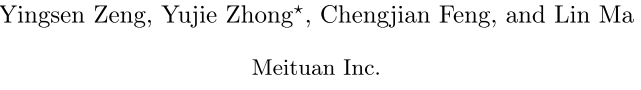 Yingsen Zeng, Yujie Zhong⋆, Chengjian Feng, and Lin Ma
Meituan Inc.